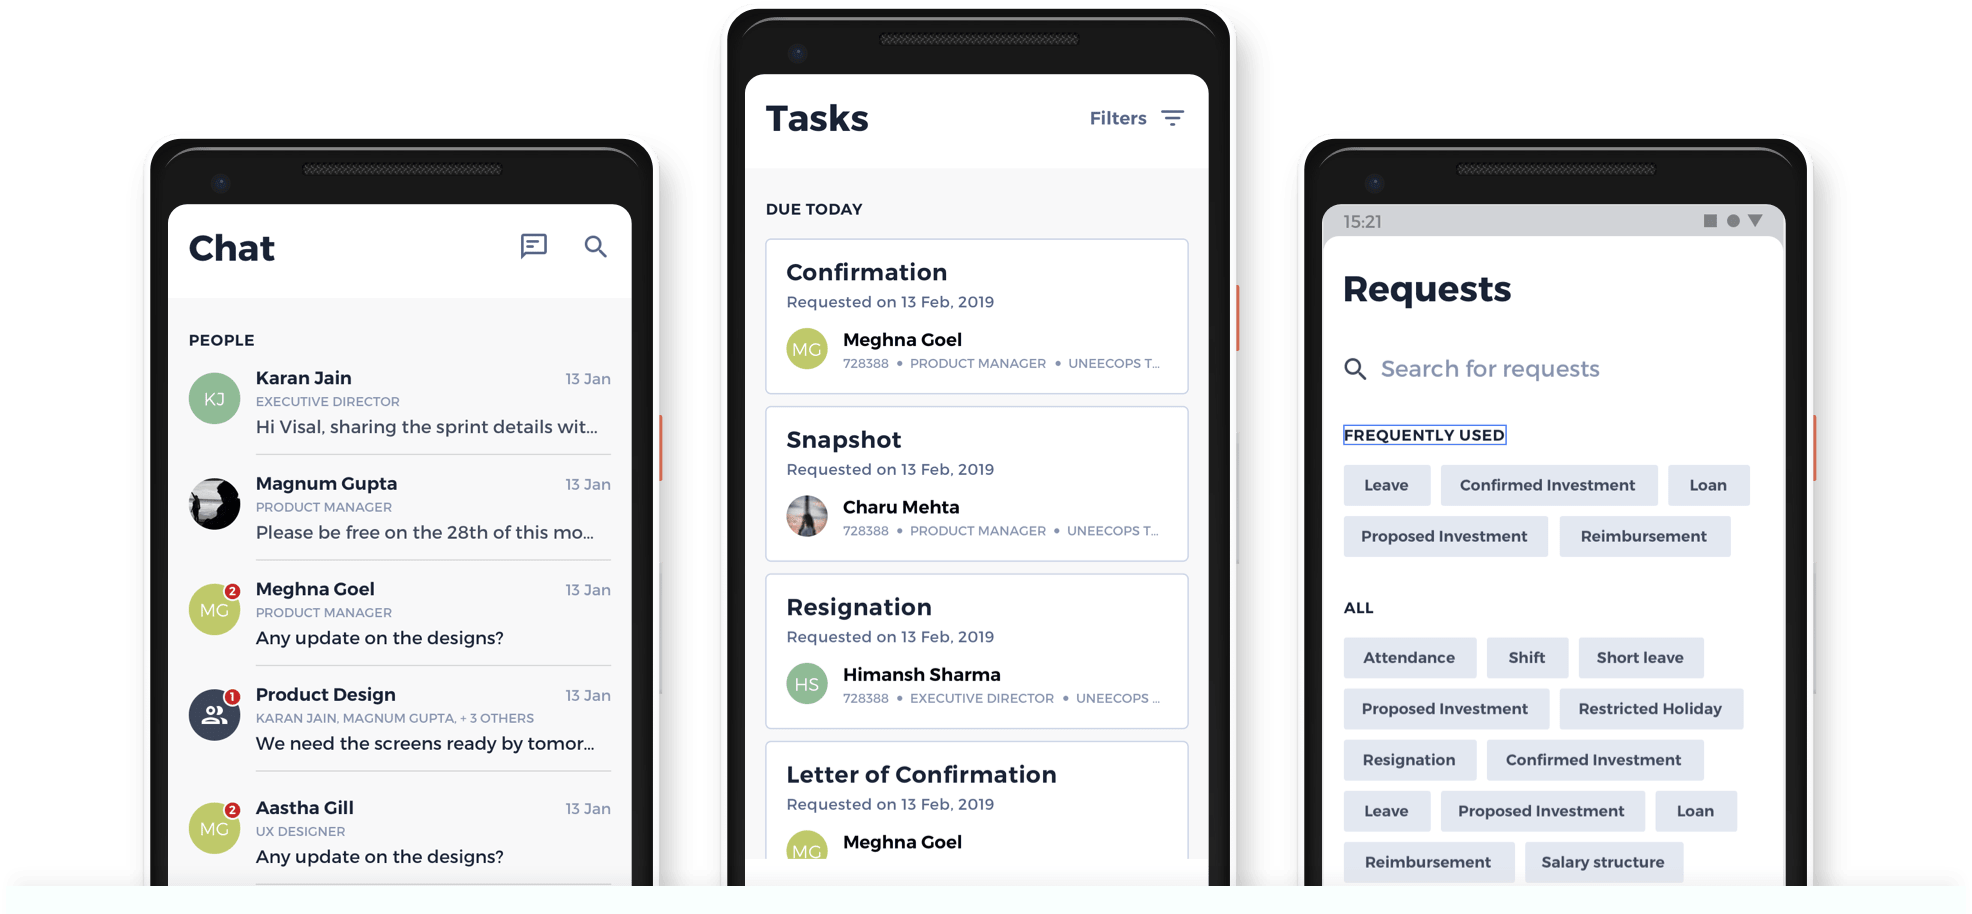 Chat
PEOPLE
KJ
Karan Jain
13 Jan
EXECUTIVE DIRECTOR
Hi Visal, sharing the sprint details wit...
Magnum Gupta
13 Jan
PRODUCT MANAGER
Please be free on the 28th of this mo...
MG
2
Meghna Goel
13 Jan
PRODUCT MANAGER
Any update on the designs?
1
Product Design
13 Jan
KARAN JAIN, MAGNUM GUPTA, + 3 OTHERS
We need the screens ready by tomor...
MG
2
Aastha Gill
13 Jan
UX DESIGNER
Any update on the designs?
Tasks
Filters
DUE TODAY
Confirmation
Requested on 13 Feb, 2019
MG
Meghna Goel
728388 • PRODUCT MANAGER • UNEECOPS T...
Snapshot
Requested on 13 Feb, 2019
Charu Mehta
728388 • PRODUCT MANAGER • UNEECOPS T...
Resignation
Requested on 13 Feb, 2019
HS
Himansh Sharma
728388 • EXECUTIVE DIRECTOR • UNEECOPS ...
Letter of Confirmation
Requested on 13 Feb, 2019
MG
Meghna Goel
15:21
Requests
Search for requests
FREQUENTLY USED
Leave
Confirmed Investment
Loan
Proposed Investment
Reimbursement
ALL
Attendance
Shift
Short leave
Proposed Investment
Restricted Holiday
Resignation
Confirmed Investment
Leave
Proposed Investment
Loan
Reimbursement
Salary structure